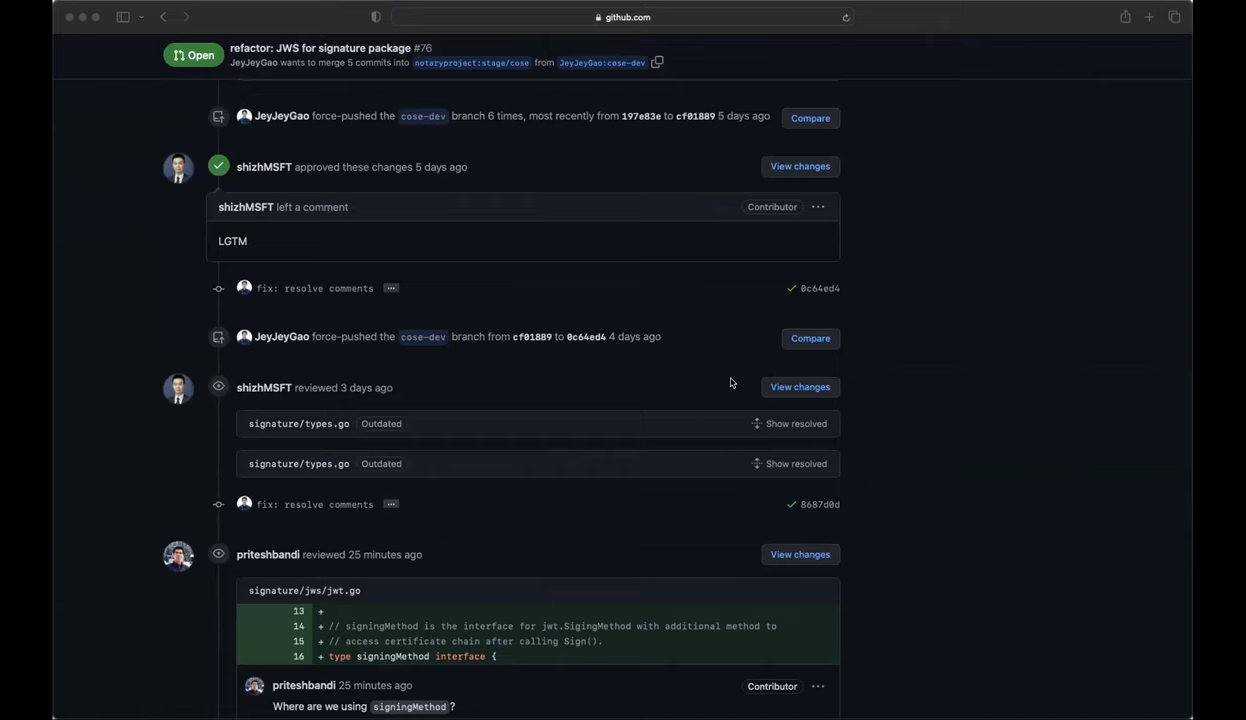 github.com
Open
refactor: JWS for signature package #76
JeyJeyGao wants to merge 5 commits into notaryproject:stage/cose from JeyJeyGao:cose-dev
JeyJeyGao force-pushed the cose-dev branch 6 times, most recently from 197e83e to cf01889 5 days ago
Compare
shizhMSFT approved these changes 5 days ago
View changes
shizhMSFT left a comment
Contributor
LGTM
fix: resolve comments
0c64ed4
JeyJeyGao force-pushed the cose-dev branch from cf01889 to 0c64ed4 4 days ago
Compare
shizhMSFT reviewed 3 days ago
View changes
signature/types.go Outdated
Show resolved
signature/types.go Outdated
Show resolved
fix: resolve comments
8687d0d
priteshbandi reviewed 25 minutes ago
View changes
signature/jws/jwt.go
13 +
14 + // signingMethod is the interface for jwt.SigingMethod with additional method to
15 + // access certificate chain after calling Sign().
16 + type signingMethod interface {
priteshbandi 25 minutes ago
Contributor
Where are we using signingMethod?